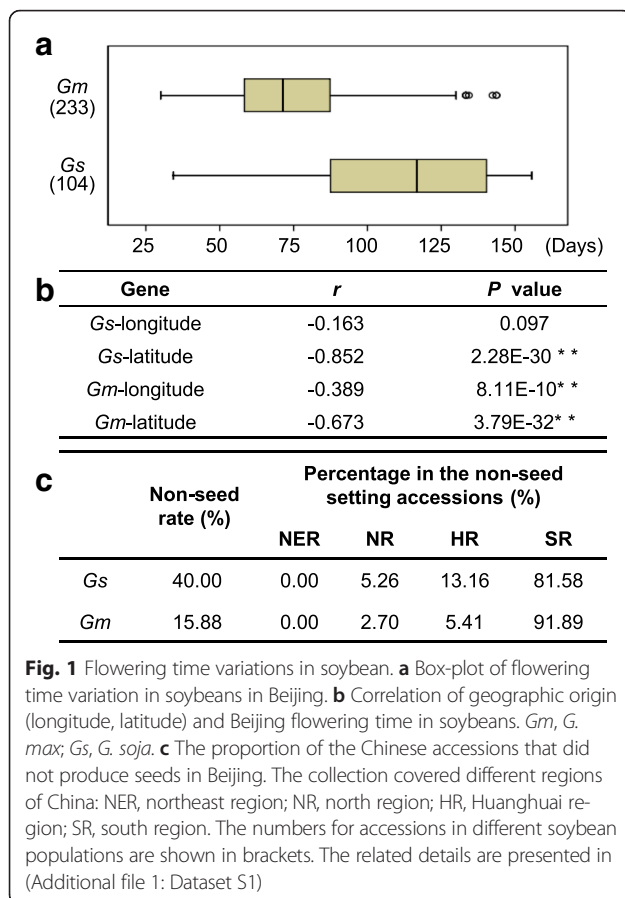 a
Gm
(233)
Gs
(104)
25 50 75 100 125 150 (Days)
b
Gene r P value
Gs-longitude -0.163 0.097
Gs-latitude -0.852 2.28E-30 * *
Gm-longitude -0.389 8.11E-10* *
Gm-latitude -0.673 3.79E-32* *
c
Non-seed rate (%)
Percentage in the non-seed
setting accessions (%)
NER NR HR SR
Gs 40.00 0.00 5.26 13.16 81.58
Gm 15.88 0.00 2.70 5.41 91.89
Fig. 1 Flowering time variations in soybean. a Box-plot of flowering
time variation in soybeans in Beijing. b Correlation of geographic origin
(longitude, latitude) and Beijing flowering time in soybeans. Gm, G.
max; Gs, G. soja. c The proportion of the Chinese accessions that did
not produce seeds in Beijing. The collection covered different regions
of China: NER, northeast region; NR, north region; HR, Huanghuai re-
gion; SR, south region. The numbers for accessions in different soybean
populations are shown in brackets. The related details are presented in
(Additional file 1: Dataset S1)